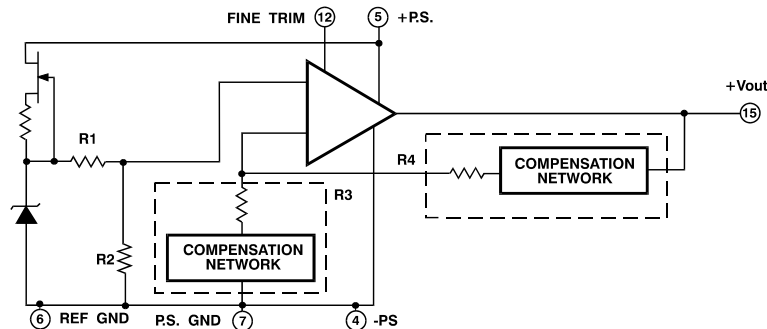 FINE TRIM 12
5 +P.S.
+Vout
15
R1
R4
COMPENSATION
NETWORK
R3
R2
COMPENSATION
NETWORK
6 REF GND
P.S. GND 7
4 -PS